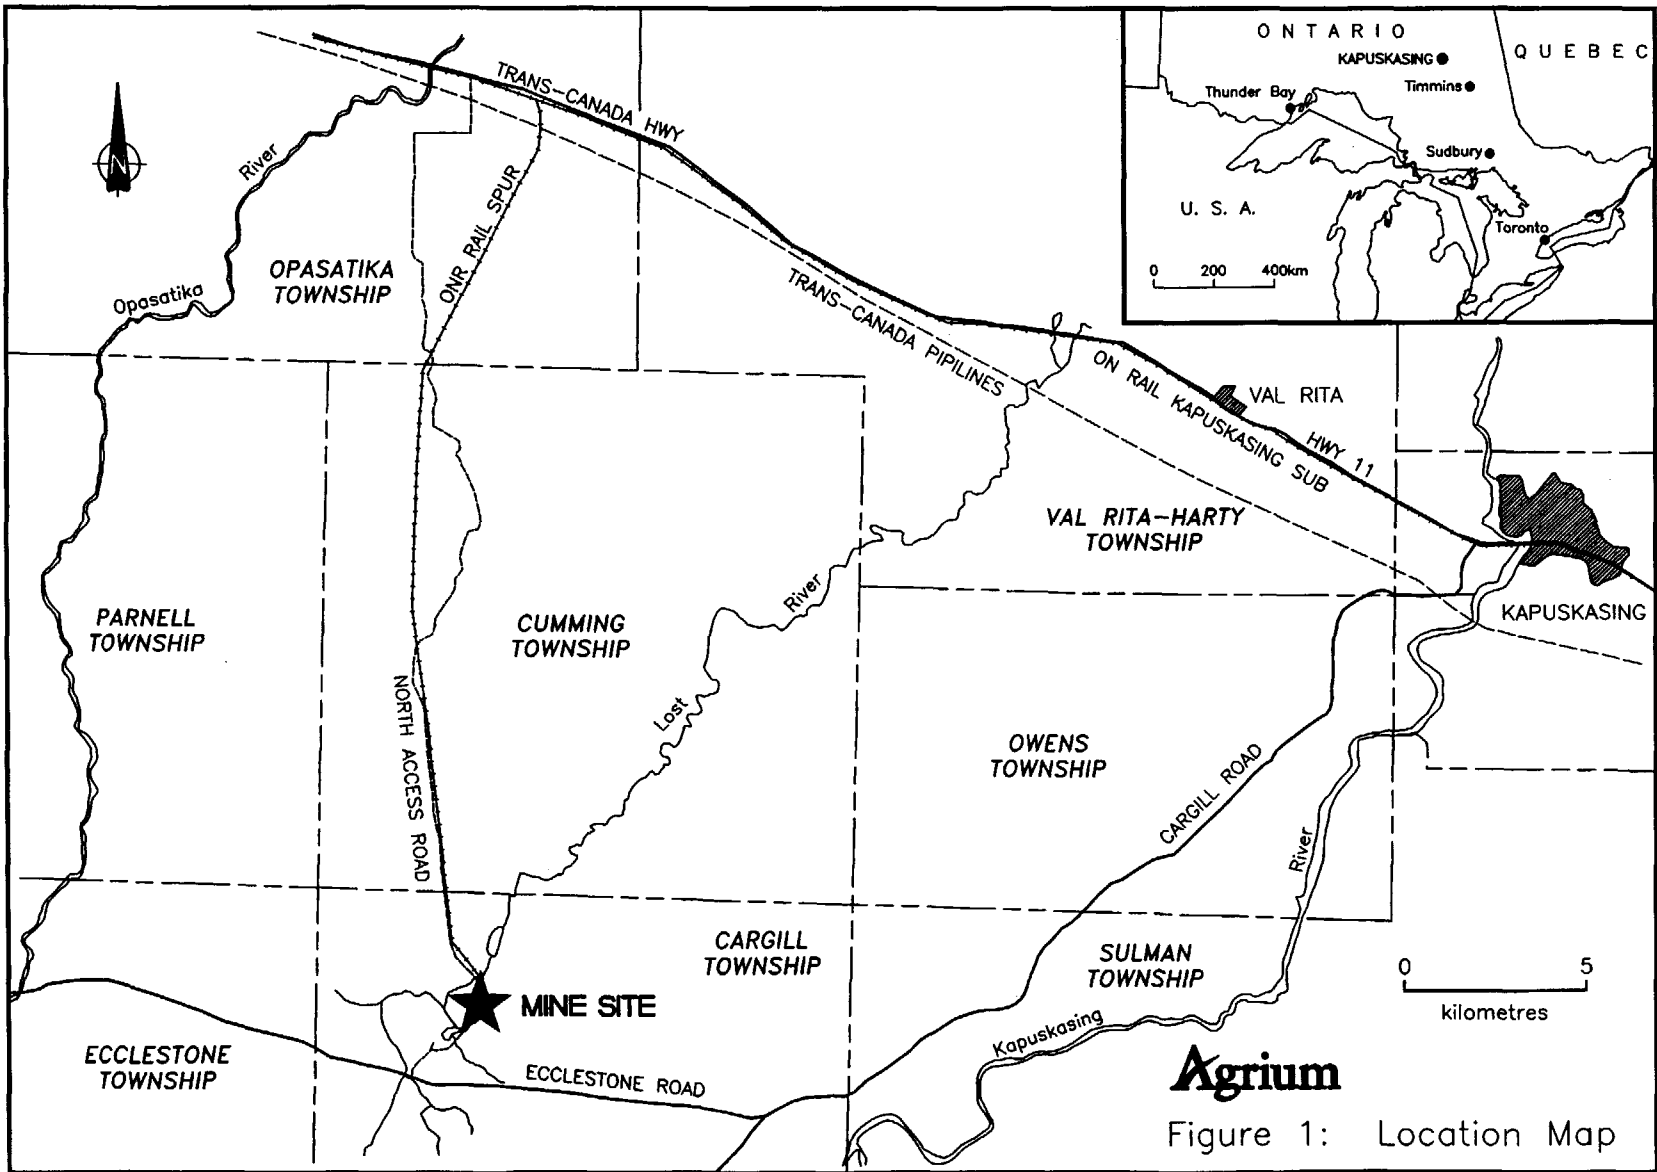 ONTARIO
QUEBEC
KAPUSKASING
Timmins
Thunder Bay
Sudbury
U. S. A.
Toronto
0 200 400km
TRANS-CANADA HWY
N
River
ONR RAIL SPUR
OPASATIKA
TOWNSHIP
Opasatika
TRANS-CANADA PIPILINES
ON RAIL KAPUSKASING SUB
VAL RITA
HWY 11
VAL RITA-HARTY
TOWNSHIP
PARNELL
TOWNSHIP
CUMMING
TOWNSHIP
River
KAPUSKASING
NORTH ACCESS ROAD
Lost
OWENS
TOWNSHIP
CARGILL ROAD
River
CARGILL
TOWNSHIP
SULMAN
TOWNSHIP
0 5
kilometres
MINE SITE
Kapuskasing
ECCLESTONE
TOWNSHIP
ECCLESTONE ROAD
Agrium
Figure 1: Location Map